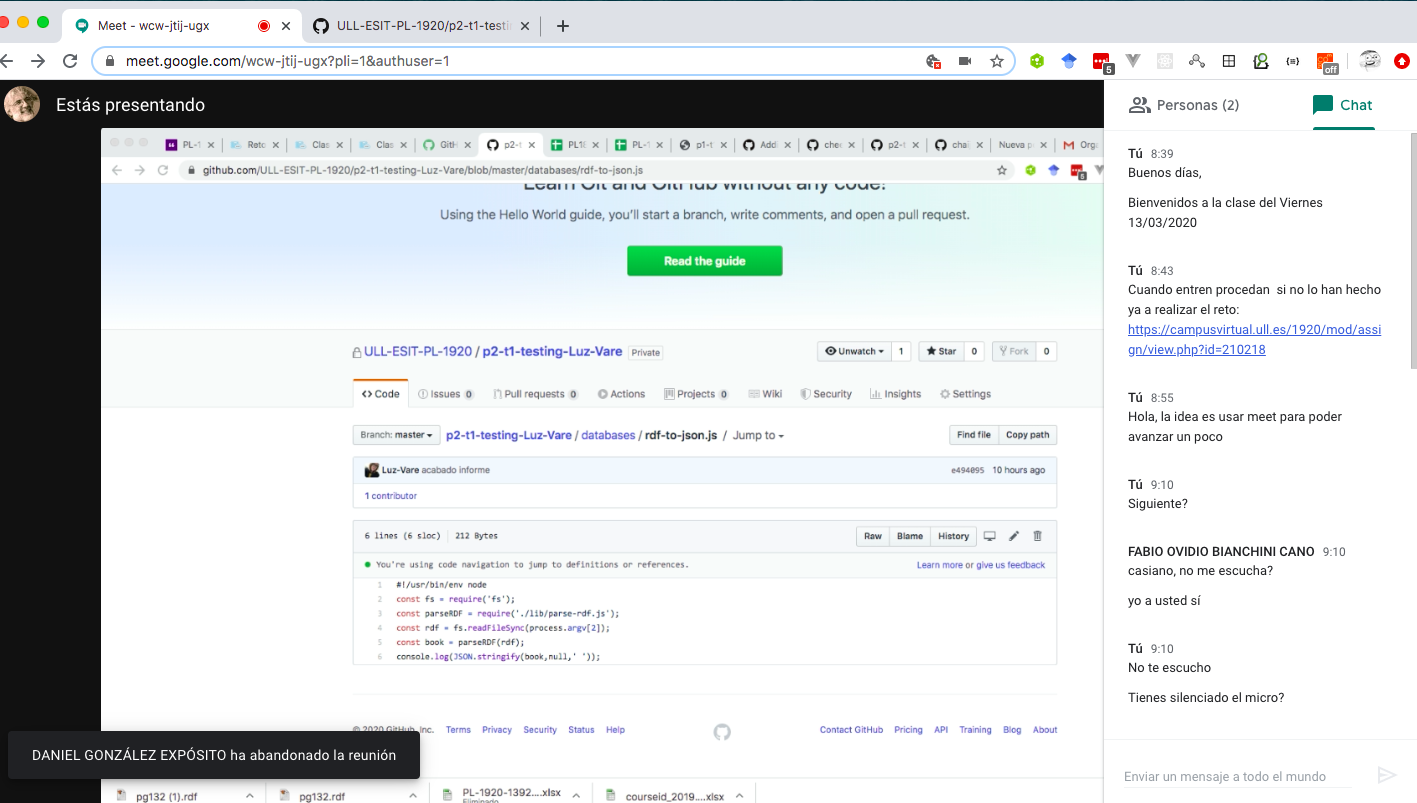 Meet - wcw-jtij-ugx
ULL-ESIT-PL-1920/p2-t1-testi
meet.google.com/wcw-jtij-ugx?pli=1&authuser=1
5
off
Estás presentando
Personas (2)
Chat
PL-1
Reto
Clas
Clas
GitH
p2-t
PL18
PL-1
p1-t
Addi
chec
p2-t
chai
Nueva p
Orga
github.com/ULL-ESIT-PL-1920/p2-t1-testing-Luz-Vare/blob/master/databases/rdf-to-json.js
5
Learn Git and GitHub without any code!
Using the Hello World guide, you’ll start a branch, write comments, and open a pull request.
Read the guide
ULL-ESIT-PL-1920 / p2-t1-testing-Luz-Vare Private
Unwatch 1 Star 0 Fork 0
Code Issues 0 Pull requests 0 Actions Projects 0 Wiki Security Insights Settings
Branch: master p2-t1-testing-Luz-Vare / databases / rdf-to-json.js / Jump to
Find file Copy path
Luz-Vare acabado informe e494095 10 hours ago
1 contributor
6 lines (6 sloc) 212 Bytes
Raw Blame History
You're using code navigation to jump to definitions or references.
Learn more or give us feedback
1 #!/usr/bin/env node
2 const fs = require('fs');
3 const parseRDF = require('./lib/parse-rdf.js');
4 const rdf = fs.readFileSync(process.argv[2]);
5 const book = parseRDF(rdf);
6 console.log(JSON.stringify(book,null,' '));
© 2020 GitHub, Inc. Terms Privacy Security Status Help
Contact GitHub Pricing API Training Blog About
DANIEL GONZÁLEZ EXPÓSITO ha abandonado la reunión
pg132 (1).rdf
pg132.rdf
PL-1920-1392....xlsx
Eliminado
courseid_2019....xlsx
Tú 8:39
Buenos días,
Bienvenidos a la clase del Viernes
13/03/2020
Tú 8:43
Cuando entren procedan si no lo han hecho
ya a realizar el reto:
https://campusvirtual.ull.es/1920/mod/assi
gn/view.php?id=210218
Tú 8:55
Hola, la idea es usar meet para poder
avanzar un poco
Tú 9:10
Siguiente?
FABIO OVIDIO BIANCHINI CANO 9:10
casiano, no me escucha?
yo a usted sí
Tú 9:10
No te escucho
Tienes silenciado el micro?
Enviar un mensaje a todo el mundo